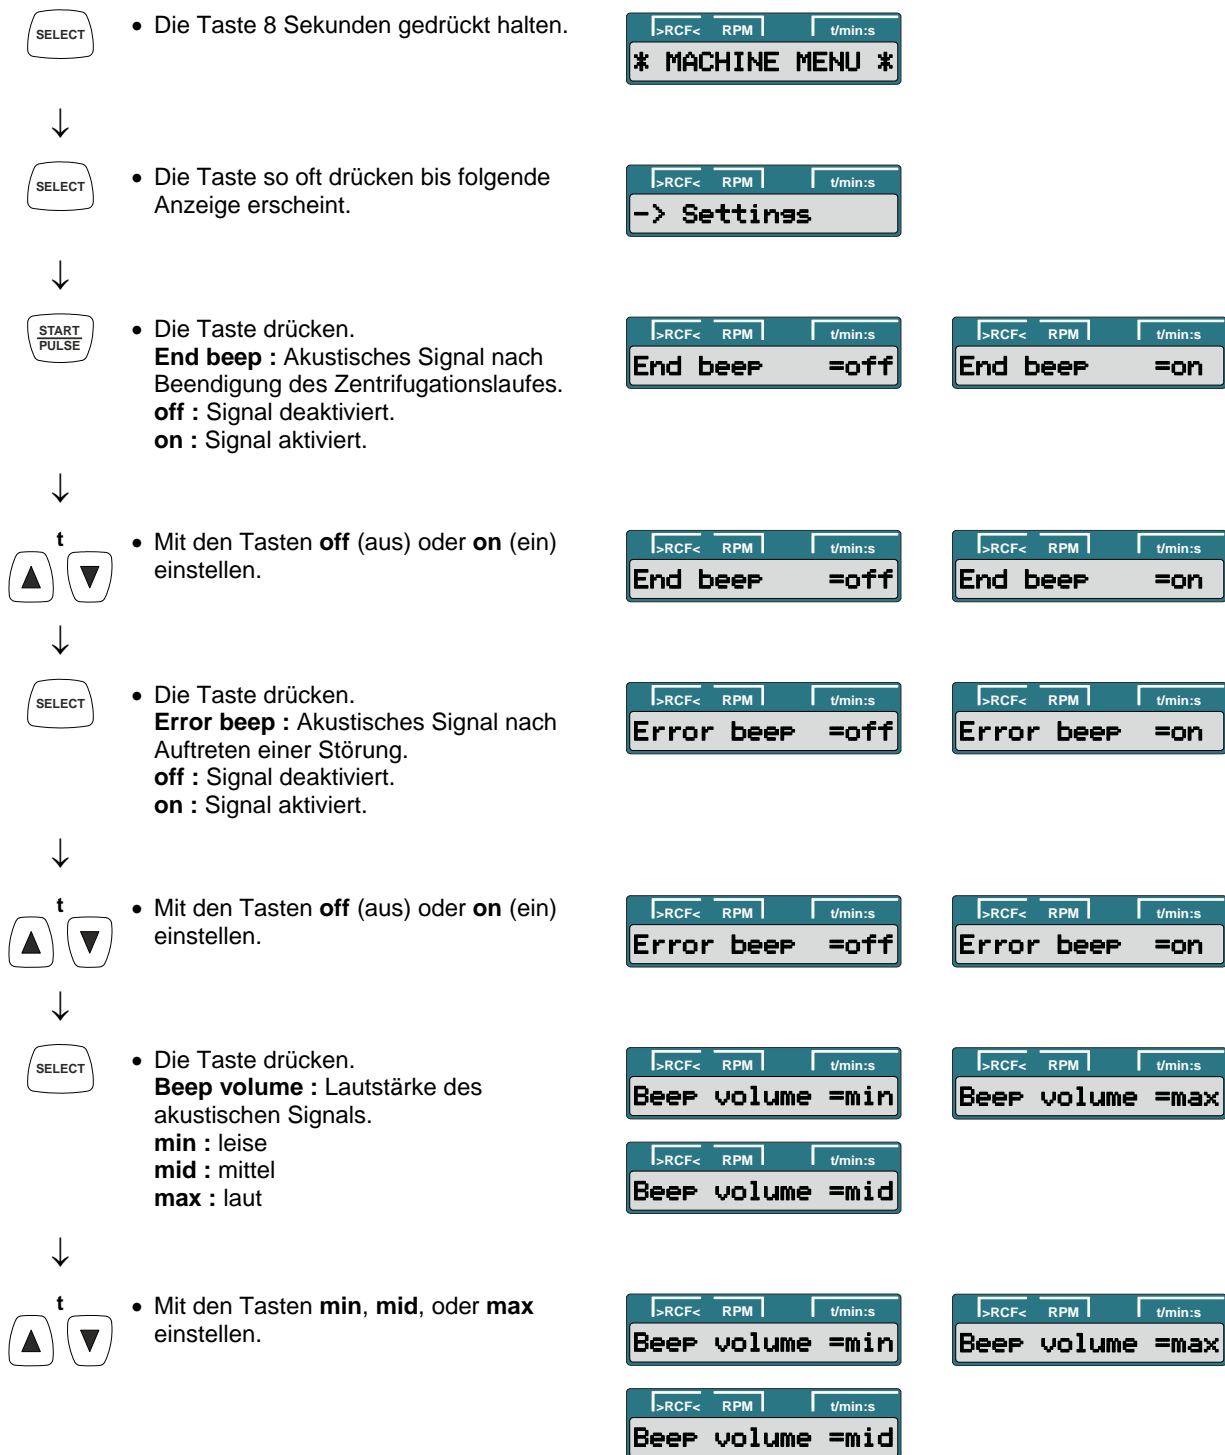 SELECT
• Die Taste 8 Sekunden gedrückt halten.
>RCF< RPM t/min:s
* MACHINE MENU *
↓
SELECT
• Die Taste so oft drücken bis folgende
Anzeige erscheint.
>RCF< RPM t/min:s
-> Settings
↓
START
PULSE
• Die Taste drücken.
End beep : Akustisches Signal nach
Beendigung des Zentrifugationslaufes.
off : Signal deaktiviert.
on : Signal aktiviert.
>RCF< RPM t/min:s
End beep =off
>RCF< RPM t/min:s
End beep =on
↓
t
• Mit den Tasten off (aus) oder on (ein)
einstellen.
>RCF< RPM t/min:s
End beep =off
>RCF< RPM t/min:s
End beep =on
↓
SELECT
• Die Taste drücken.
Error beep : Akustisches Signal nach
Auftreten einer Störung.
off : Signal deaktiviert.
on : Signal aktiviert.
>RCF< RPM t/min:s
Error beep =off
>RCF< RPM t/min:s
Error beep =on
↓
t
• Mit den Tasten off (aus) oder on (ein)
einstellen.
>RCF< RPM t/min:s
Error beep =off
>RCF< RPM t/min:s
Error beep =on
↓
SELECT
• Die Taste drücken.
Beep volume : Lautstärke des
akustischen Signals.
min : leise
mid : mittel
max : laut
>RCF< RPM t/min:s
Beep volume =min
>RCF< RPM t/min:s
Beep volume =max
>RCF< RPM t/min:s
Beep volume =mid
↓
t
• Mit den Tasten min, mid, oder max
einstellen.
>RCF< RPM t/min:s
Beep volume =min
>RCF< RPM t/min:s
Beep volume =max
>RCF< RPM t/min:s
Beep volume =mid